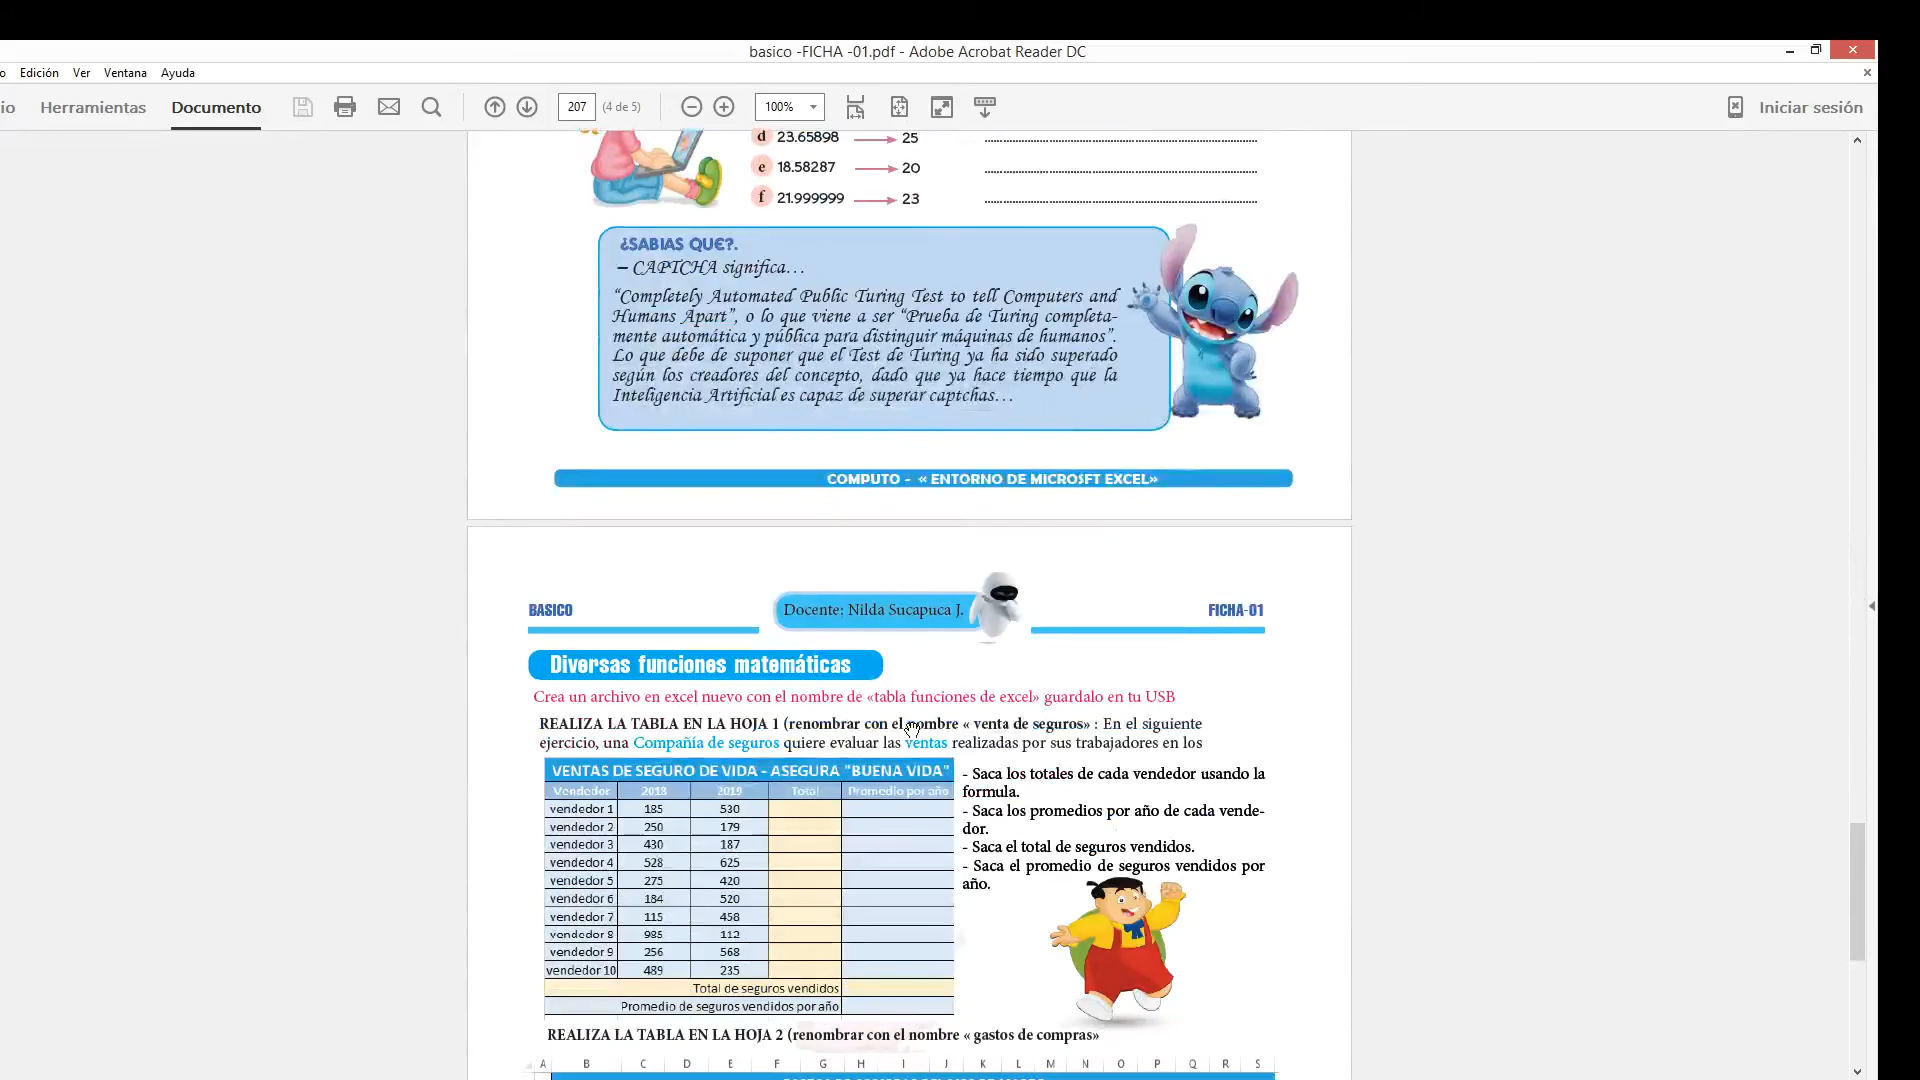 basico -FICHA -01.pdf - Adobe Acrobat Reader DC
Edición Ver Ventana Ayuda
io Herramientas Documento 207 (4 de 5) 100% Iniciar sesión
d 23.65898 25
e 18.58287 20
f 21.999999 23
¿SABIAS QUE?.
– CAPTCHA significa…
“Completely Automated Public Turing Test to tell Computers and
Humans Apart”, o lo que viene a ser “Prueba de Turing completa-
mente automática y pública para distinguir máquinas de humanos”.
Lo que debe de suponer que el Test de Turing ya ha sido superado
según los creadores del concepto, dado que ya hace tiempo que la
Inteligencia Artificial es capaz de superar captchas…
COMPUTO - « ENTORNO DE MICROSFT EXCEL»
BASICO Docente: Nilda Sucapuca J. FICHA-01
Diversas funciones matemáticas
Crea un archivo en excel nuevo con el nombre de «tabla funciones de excel» guardalo en tu USB
REALIZA LA TABLA EN LA HOJA 1 (renombrar con el nombre « venta de seguros» : En el siguiente
ejercicio, una Compañía de seguros quiere evaluar las ventas realizadas por sus trabajadores en los
VENTAS DE SEGURO DE VIDA - ASEGURA "BUENA VIDA"
Vendedor 2018 2019 Total Promedio por año
vendedor 1 185 530
vendedor 2 250 179
vendedor 3 430 187
vendedor 4 528 625
vendedor 5 275 420
vendedor 6 184 520
vendedor 7 115 458
vendedor 8 985 112
vendedor 9 256 568
vendedor 10 489 235
Total de seguros vendidos
Promedio de seguros vendidos por año
- Saca los totales de cada vendedor usando la
formula.
- Saca los promedios por año de cada vende-
dor.
- Saca el total de seguros vendidos.
- Saca el promedio de seguros vendidos por
año.
REALIZA LA TABLA EN LA HOJA 2 (renombrar con el nombre « gastos de compras»
A B C D E F G H I J K L M N O P Q R S